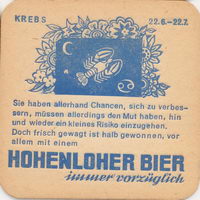 KREBS 22.6.-22.7.
Sie haben allerhand Chancen, sich zu verbes-
sern, müssen allerdings den Mut haben, hin
und wieder ein kleines Risiko einzugehen.
Doch frisch gewagt ist halb gewonnen, vor
allem mit einem
HOHENLOHER BIER
immer vorzüglich